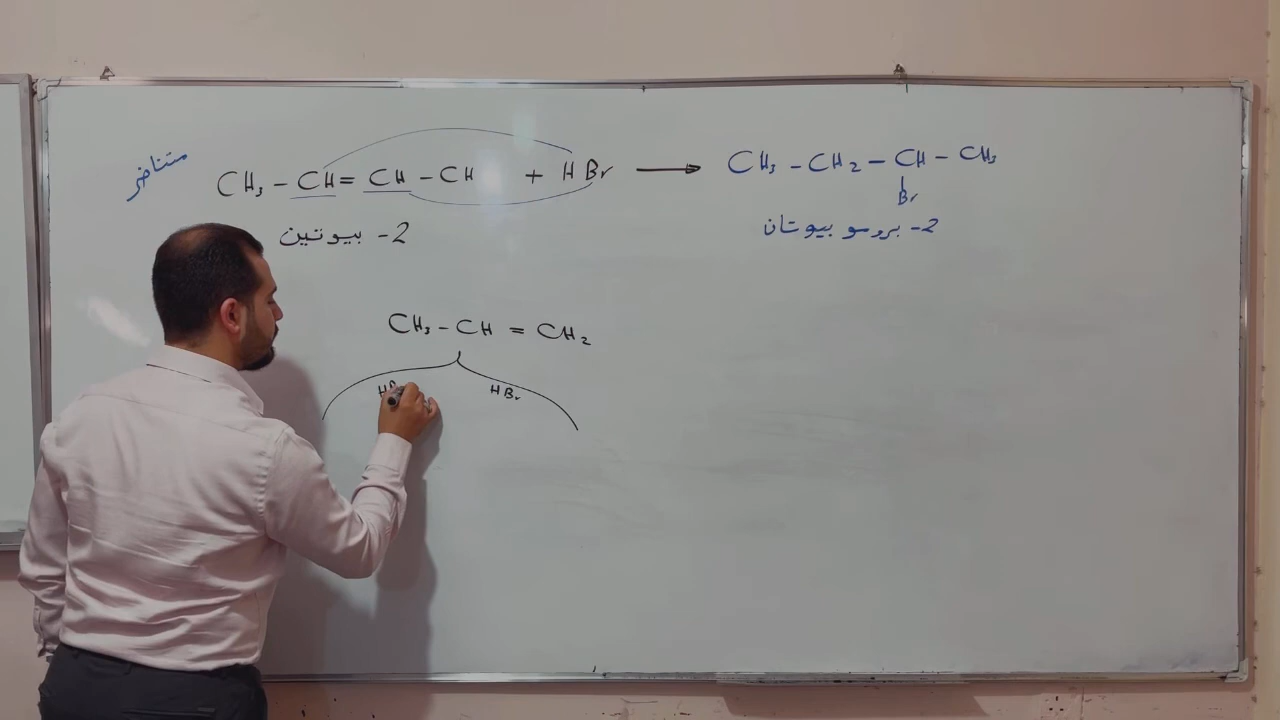 متناظر
CH₃ – CH = CH – CH + HBr ⟶ CH₃ – CH₂ – CH – CH₃
Br
2- بيوتين
2- برومو بيوتان
CH₃ – CH = CH₂
HB HBr